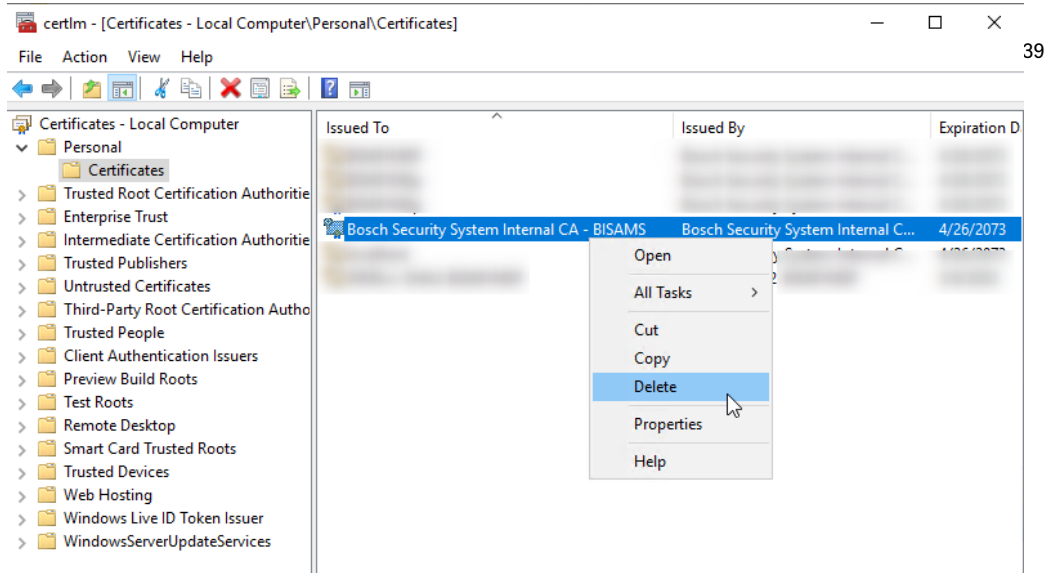 certlm - [Certificates - Local Computer\Personal\Certificates]
39
File Action View Help
Certificates - Local Computer
Personal
Certificates
Trusted Root Certification Authoritie
Enterprise Trust
Intermediate Certification Authoritie
Trusted Publishers
Untrusted Certificates
Third-Party Root Certification Autho
Trusted People
Client Authentication Issuers
Preview Build Roots
Test Roots
Remote Desktop
Smart Card Trusted Roots
Trusted Devices
Web Hosting
Windows Live ID Token Issuer
WindowsServerUpdateServices
Issued To Issued By Expiration D
Bosch Security System Internal CA - BISAMS Bosch Security System Internal C... 4/26/2073
Open
All Tasks
Cut
Copy
Delete
Properties
Help